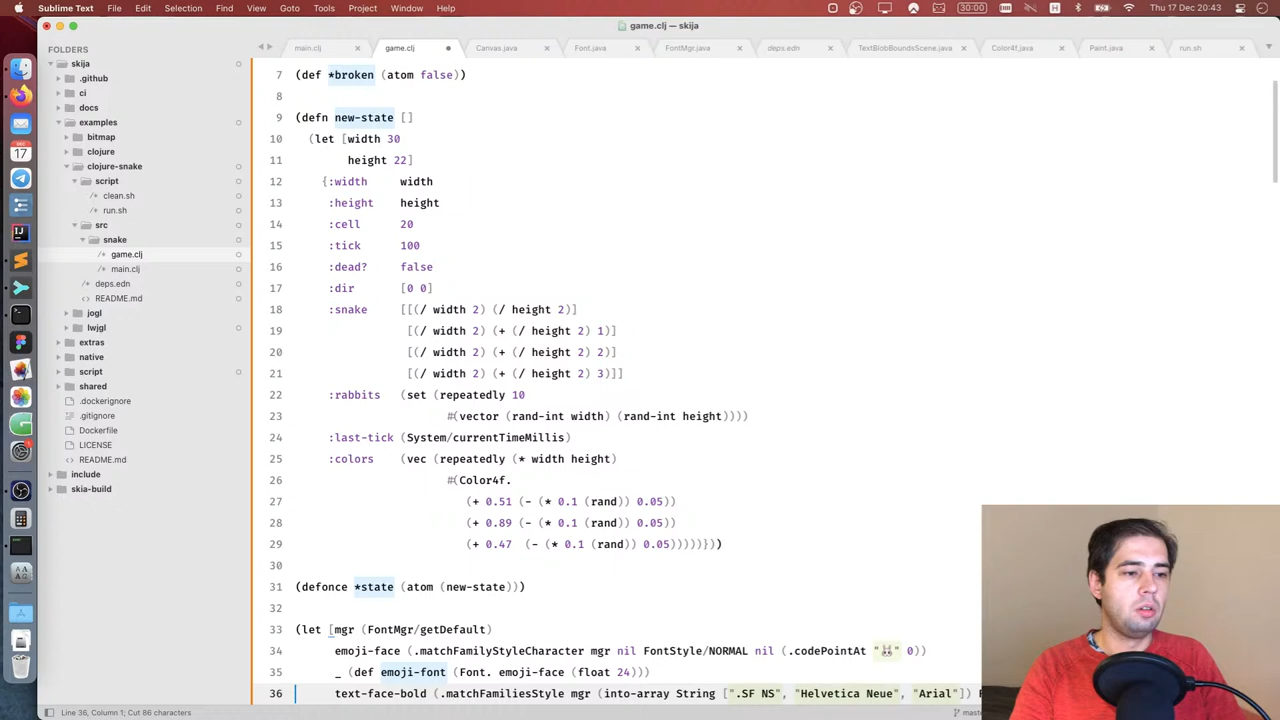 Sublime Text File Edit Selection Find View Goto Tools Project Window Help
Thu 17 Dec 20:43
game.clj — skija
FOLDERS
main.clj game.clj Canvas.java Font.java FontMgr.java deps.edn TextBlobBoundsScene.java Color4f.java Paint.java run.sh
skija
.github
ci
docs
examples
bitmap
clojure
clojure-snake
script
/* clean.sh
/* run.sh
src
snake
/* game.clj
/* main.clj
/* deps.edn
<> README.md
jogl
lwjgl
extras
native
script
shared
.dockerignore
.gitignore
Dockerfile
LICENSE
<> README.md
include
skia-build
7 (def *broken (atom false))
8
9 (defn new-state []
10 (let [width 30
11 height 22]
12 {:width width
13 :height height
14 :cell 20
15 :tick 100
16 :dead? false
17 :dir [0 0]
18 :snake [[(/ width 2) (/ height 2)]
19 [(/ width 2) (+ (/ height 2) 1)]
20 [(/ width 2) (+ (/ height 2) 2)]
21 [(/ width 2) (+ (/ height 2) 3)]]
22 :rabbits (set (repeatedly 10
23 #(vector (rand-int width) (rand-int height))))
24 :last-tick (System/currentTimeMillis)
25 :colors (vec (repeatedly (* width height)
26 #(Color4f.
27 (+ 0.51 (- (* 0.1 (rand)) 0.05))
28 (+ 0.89 (- (* 0.1 (rand)) 0.05))
29 (+ 0.47 (- (* 0.1 (rand)) 0.05)))))}))
30
31 (defonce *state (atom (new-state)))
32
33 (let [mgr (FontMgr/getDefault)
34 emoji-face (.matchFamilyStyleCharacter mgr nil FontStyle/NORMAL nil (.codePointAt "🐰" 0))
35 _ (def emoji-font (Font. emoji-face (float 24)))
36 text-face-bold (.matchFamiliesStyle mgr (into-array String [".SF NS", "Helvetica Neue", "Arial"]) F
Line 36, Column 1; Cut 86 characters